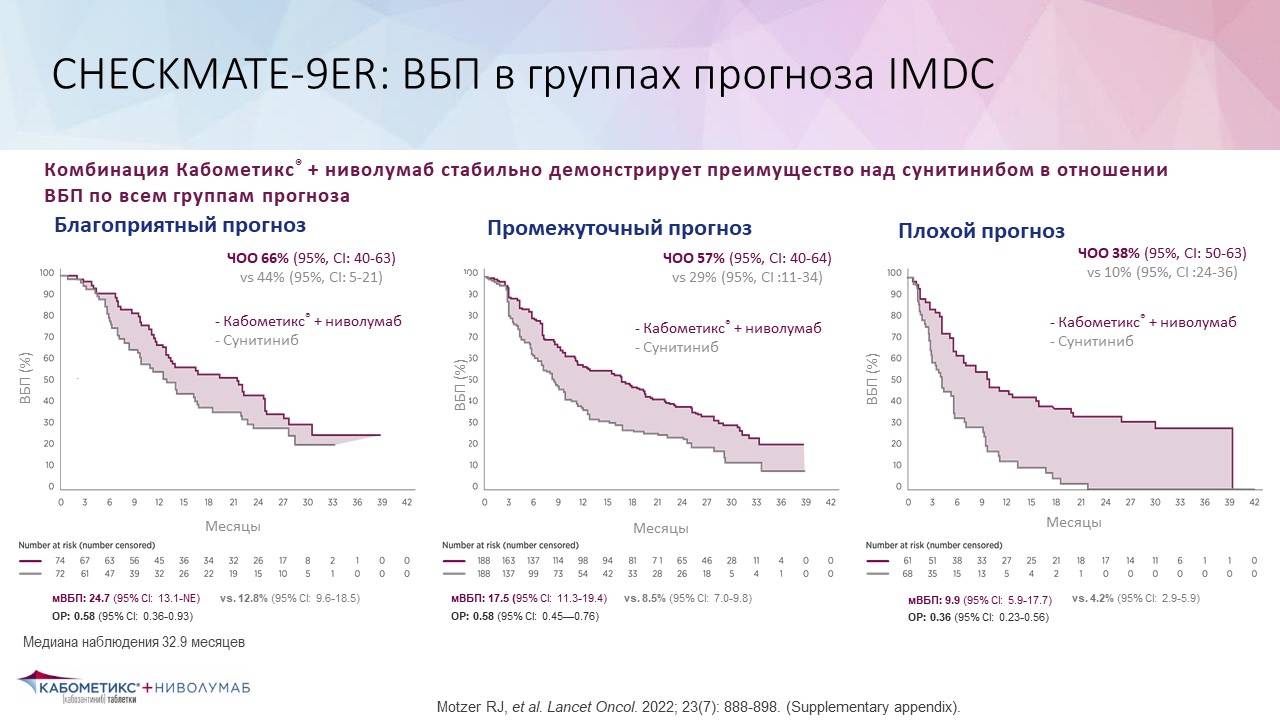 CHECKMATE-9ER: ВБП в группах прогноза IMDC
Комбинация Кабометикс® + ниволумаб стабильно демонстрирует преимущество над сунитинибом в отношении
ВБП по всем группам прогноза
Благоприятный прогноз
ЧОО 66% (95%, CI: 40-63)
vs 44% (95%, CI: 5-21)
- Кабометикс® + ниволумаб
- Сунитиниб
ВБП (%)
100
90
80
70
60
50
40
30
20
10
0
0 3 6 9 12 15 18 21 24 27 30 33 36 39 42
Месяцы
Number at risk (number censored)
74 67 63 56 45 36 34 32 26 17 8 2 1 0 0
72 61 47 39 32 26 22 19 15 10 5 1 0 0 0
мВБП: 24.7 (95% CI: 13.1-NE) vs. 12.8% (95% CI: 9.6-18.5)
ОР: 0.58 (95% CI: 0.36-0.93)
Промежуточный прогноз
ЧОО 57% (95%, CI: 40-64)
vs 29% (95%, CI :11-34)
- Кабометикс® + ниволумаб
- Сунитиниб
ВБП (%)
100
90
80
70
60
50
40
30
20
10
0
0 3 6 9 12 15 18 21 24 27 30 33 36 39 42
Месяцы
Number at risk (number censored)
188 163 137 114 98 94 81 71 65 46 28 11 4 0 0
188 137 99 73 54 42 33 28 26 18 5 4 1 0 0
мВБП: 17.5 (95% CI: 11.3-19.4) vs. 8.5% (95% CI: 7.0-9.8)
ОР: 0.58 (95% CI: 0.45—0.76)
Плохой прогноз
ЧОО 38% (95%, CI: 50-63)
vs 10% (95%, CI :24-36)
- Кабометикс® + ниволумаб
- Сунитиниб
ВБП (%)
100
90
80
70
60
50
40
30
20
10
0
0 3 6 9 12 15 18 21 24 27 30 33 36 39 42
Месяцы
Number at risk (number censored)
61 51 38 33 27 25 21 18 17 14 11 6 1 1 0
68 35 15 13 5 4 2 1 0 0 0 0 0 0 0
мВБП: 9.9 (95% CI: 5.9-17.7) vs. 4.2% (95% CI: 2.9-5.9)
ОР: 0.36 (95% CI: 0.23-0.56)
Медиана наблюдения 32.9 месяцев
КАБОМЕТИКС®+НИВОЛУМАБ
(кабозантиниб) таблетки
Motzer RJ, et al. Lancet Oncol. 2022; 23(7): 888-898. (Supplementary appendix).